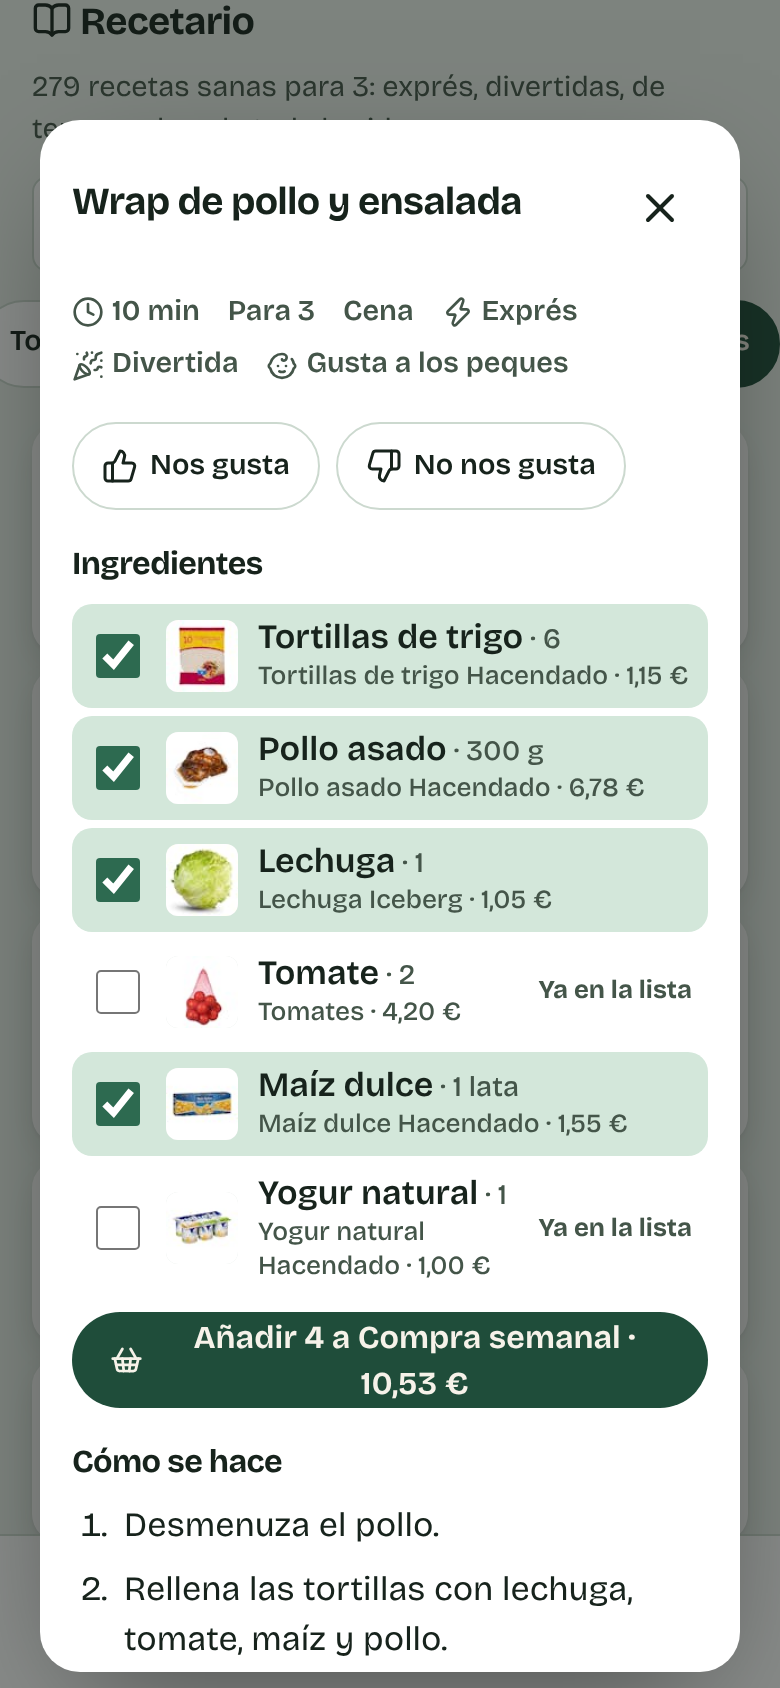 Recetario
279 recetas sanas para 3: exprés, divertidas, de
Wrap de pollo y ensalada
10 min Para 3 Cena Exprés
Divertida Gusta a los peques
Nos gusta No nos gusta
Ingredientes
Tortillas de trigo · 6
Tortillas de trigo Hacendado · 1,15 €
Pollo asado · 300 g
Pollo asado Hacendado · 6,78 €
Lechuga · 1
Lechuga Iceberg · 1,05 €
Tomate · 2
Tomates · 4,20 €
Ya en la lista
Maíz dulce · 1 lata
Maíz dulce Hacendado · 1,55 €
Yogur natural · 1
Yogur natural
Hacendado · 1,00 €
Ya en la lista
Añadir 4 a Compra semanal ·
10,53 €
Cómo se hace
1. Desmenuza el pollo.
2. Rellena las tortillas con lechuga,
tomate, maíz y pollo.